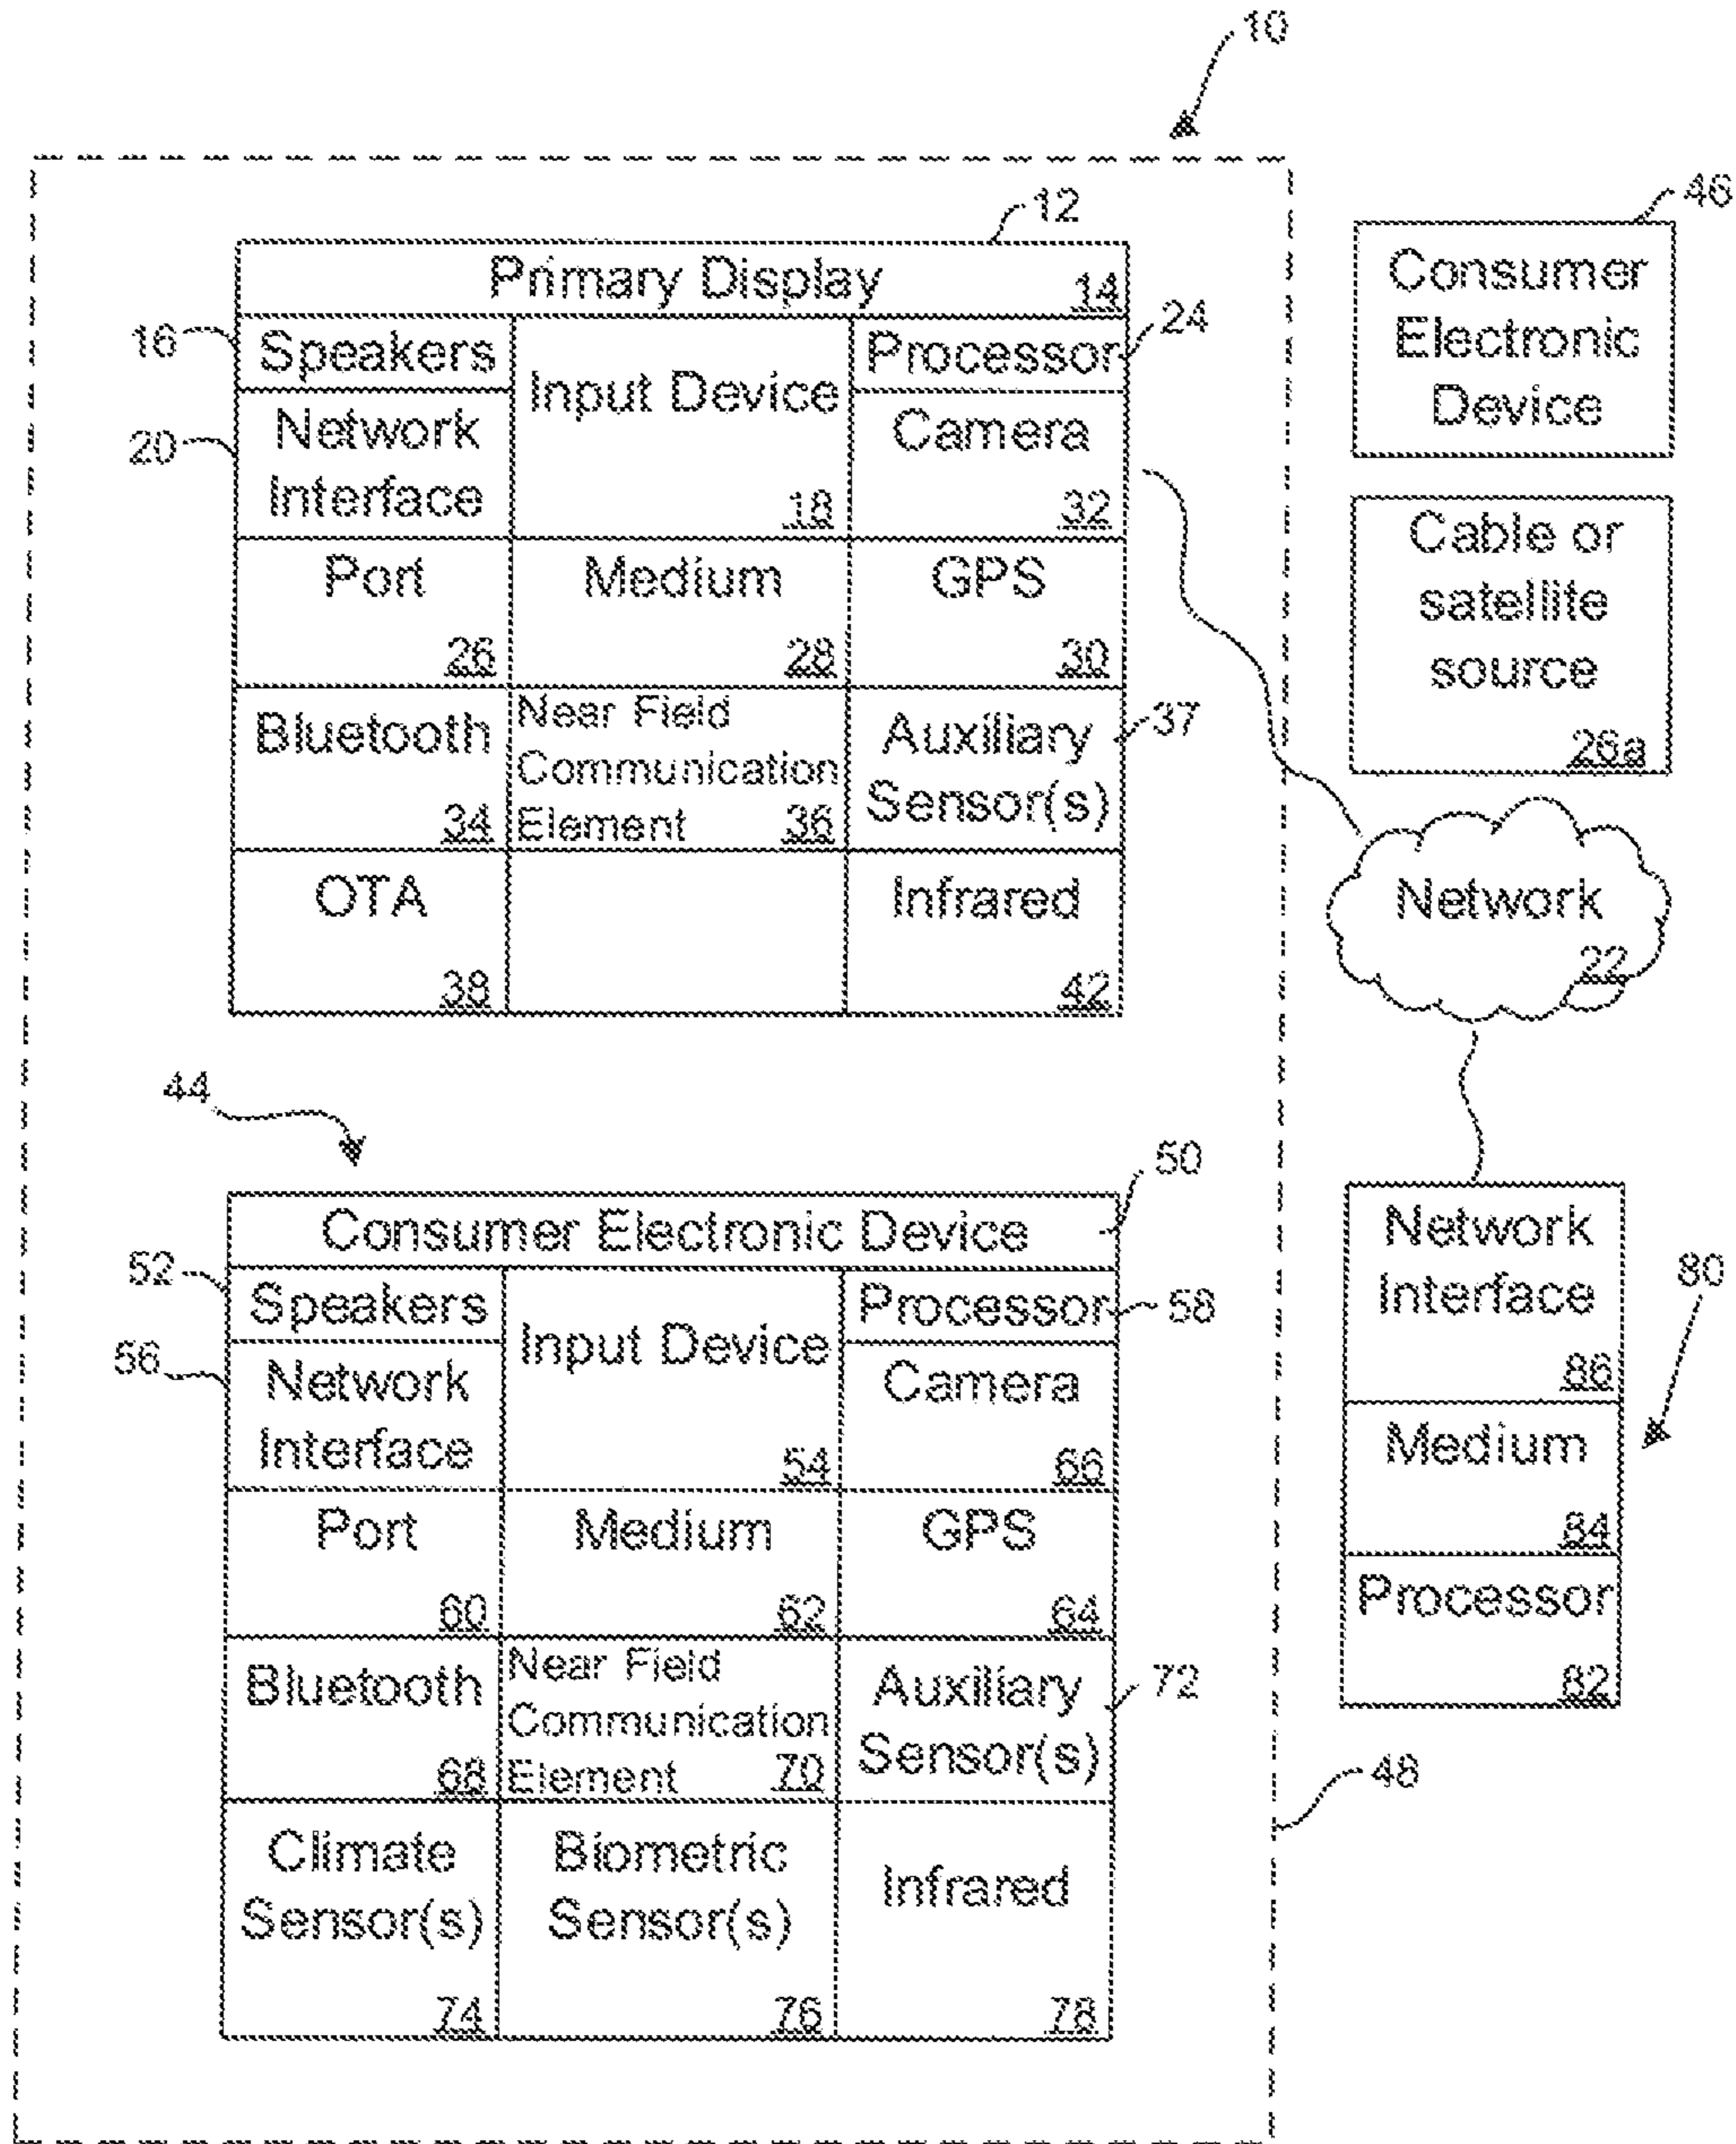 10
12
Primary Display 14
16
Speakers
Input Device
18
Processor
24
20
Network
Interface
Camera
32
Port
26
Medium
28
GPS
30
Bluetooth
34
Near Field
Communication
Element 36
Auxiliary
Sensor(s)
37
OTA
38
Infrared
42
46
Consumer
Electronic
Device
Cable or
satellite
source
26a
Network
22
44
Consumer Electronic Device
50
52
Speakers
Input Device
54
Processor
58
56
Network
Interface
Camera
66
Port
60
Medium
62
GPS
64
Bluetooth
68
Near Field
Communication
Element 70
Auxiliary
Sensor(s)
72
Climate
Sensor(s)
74
Biometric
Sensor(s)
76
Infrared
78
Network
Interface
86
80
Medium
84
Processor
82
48